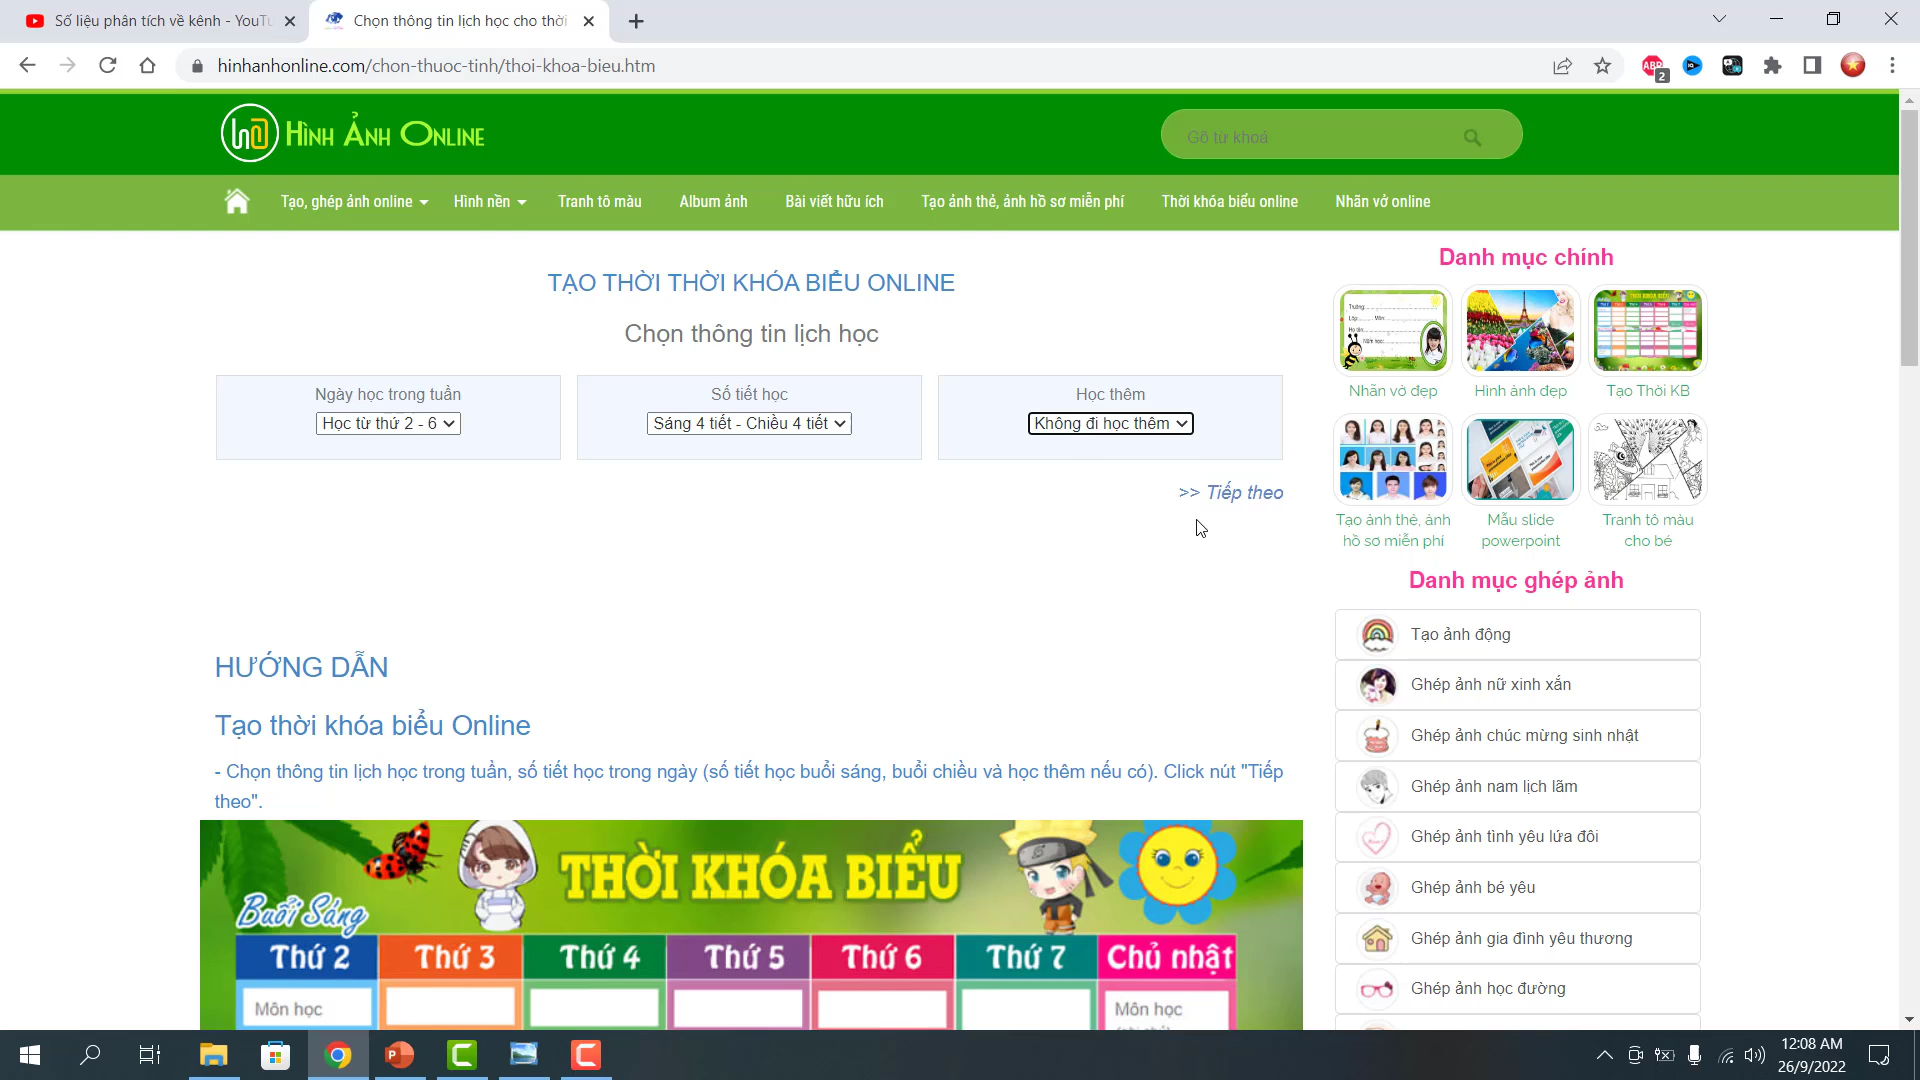 Số liệu phân tích về kênh - YouTu
Chọn thông tin lịch học cho thời
hinhanhonline.com/chon-thuoc-tinh/thoi-khoa-bieu.htm
ABP
2
Hình Ảnh Online
Gõ từ khoá
Tạo, ghép ảnh online
Hình nền
Tranh tô màu
Album ảnh
Bài viết hữu ích
Tạo ảnh thẻ, ảnh hồ sơ miễn phí
Thời khóa biểu online
Nhãn vở online
TẠO THỜI THỜI KHÓA BIỂU ONLINE
Chọn thông tin lịch học
Ngày học trong tuần
Học từ thứ 2 - 6
Số tiết học
Sáng 4 tiết - Chiều 4 tiết
Học thêm
Không đi học thêm
>> Tiếp theo
HƯỚNG DẪN
Tạo thời khóa biểu Online
- Chọn thông tin lịch học trong tuần, số tiết học trong ngày (số tiết học buổi sáng, buổi chiều và học thêm nếu có). Click nút "Tiếp
theo".
THỜI KHÓA BIỂU
Buổi Sáng
Thứ 2
Thứ 3
Thứ 4
Thứ 5
Thứ 6
Thứ 7
Chủ nhật
Môn học
Môn học
Danh mục chính
Nhãn vở đẹp
Hình ảnh đẹp
Tạo Thời KB
Tạo ảnh thẻ, ảnh
hồ sơ miễn phí
Mẫu slide
powerpoint
Tranh tô màu
cho bé
Danh mục ghép ảnh
Tạo ảnh động
Ghép ảnh nữ xinh xắn
Ghép ảnh chúc mừng sinh nhật
Ghép ảnh nam lịch lãm
Ghép ảnh tình yêu lứa đôi
Ghép ảnh bé yêu
Ghép ảnh gia đình yêu thương
Ghép ảnh học đường
12:08 AM
26/9/2022